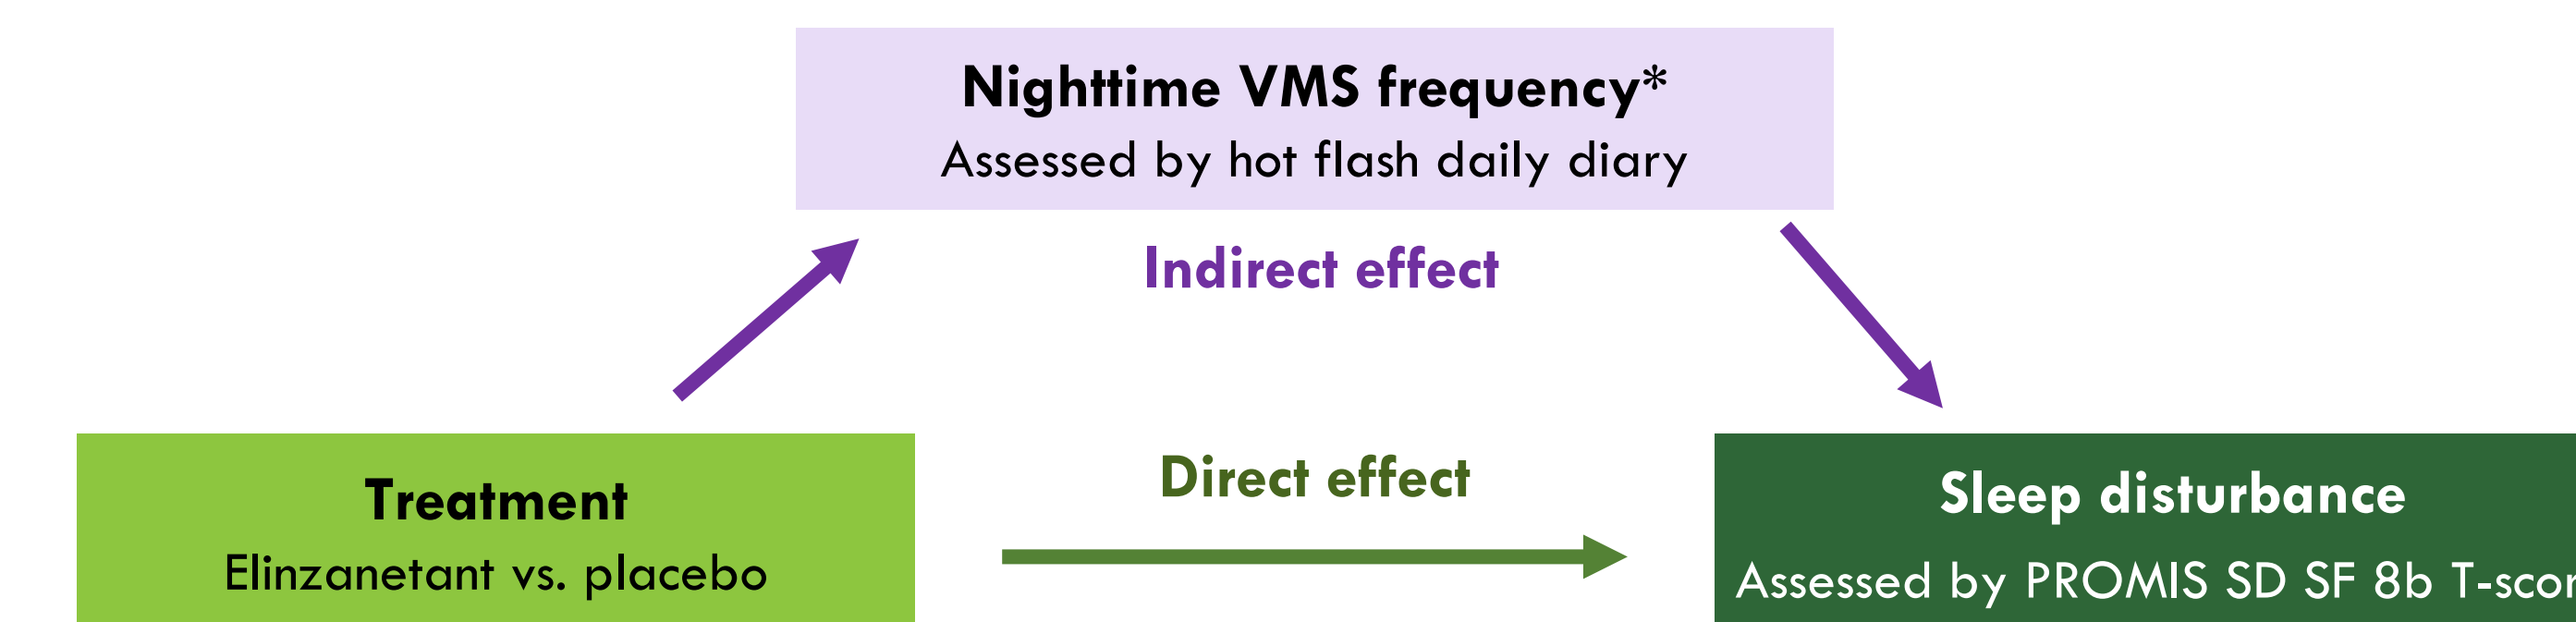 Nighttime VMS frequency*
Assessed by hot flash daily diary
Indirect effect
Direct effect
Treatment
Elinzanetant vs. placebo
Sleep disturbance
Assessed by PROMIS SD SF 8b